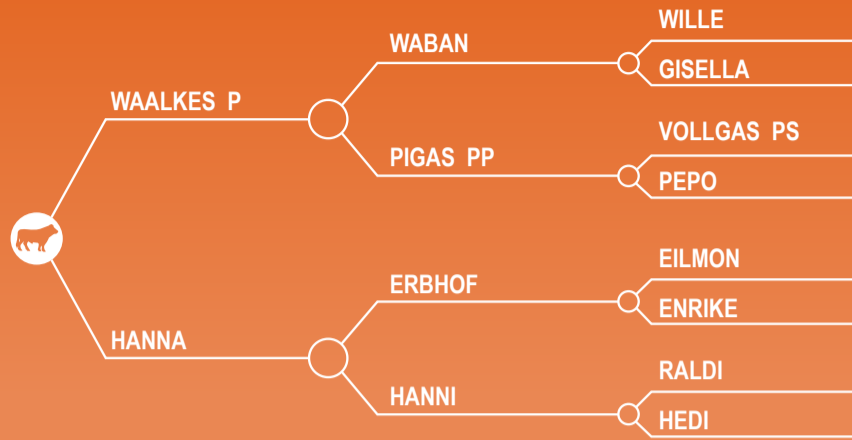 WILLE
WABAN
GISELLA
WAALKES P
VOLLGAS PS
PIGAS PP
PEPO
EILMON
ERBHOF
ENRIKE
HANNA
RALDI
HANNI
HEDI